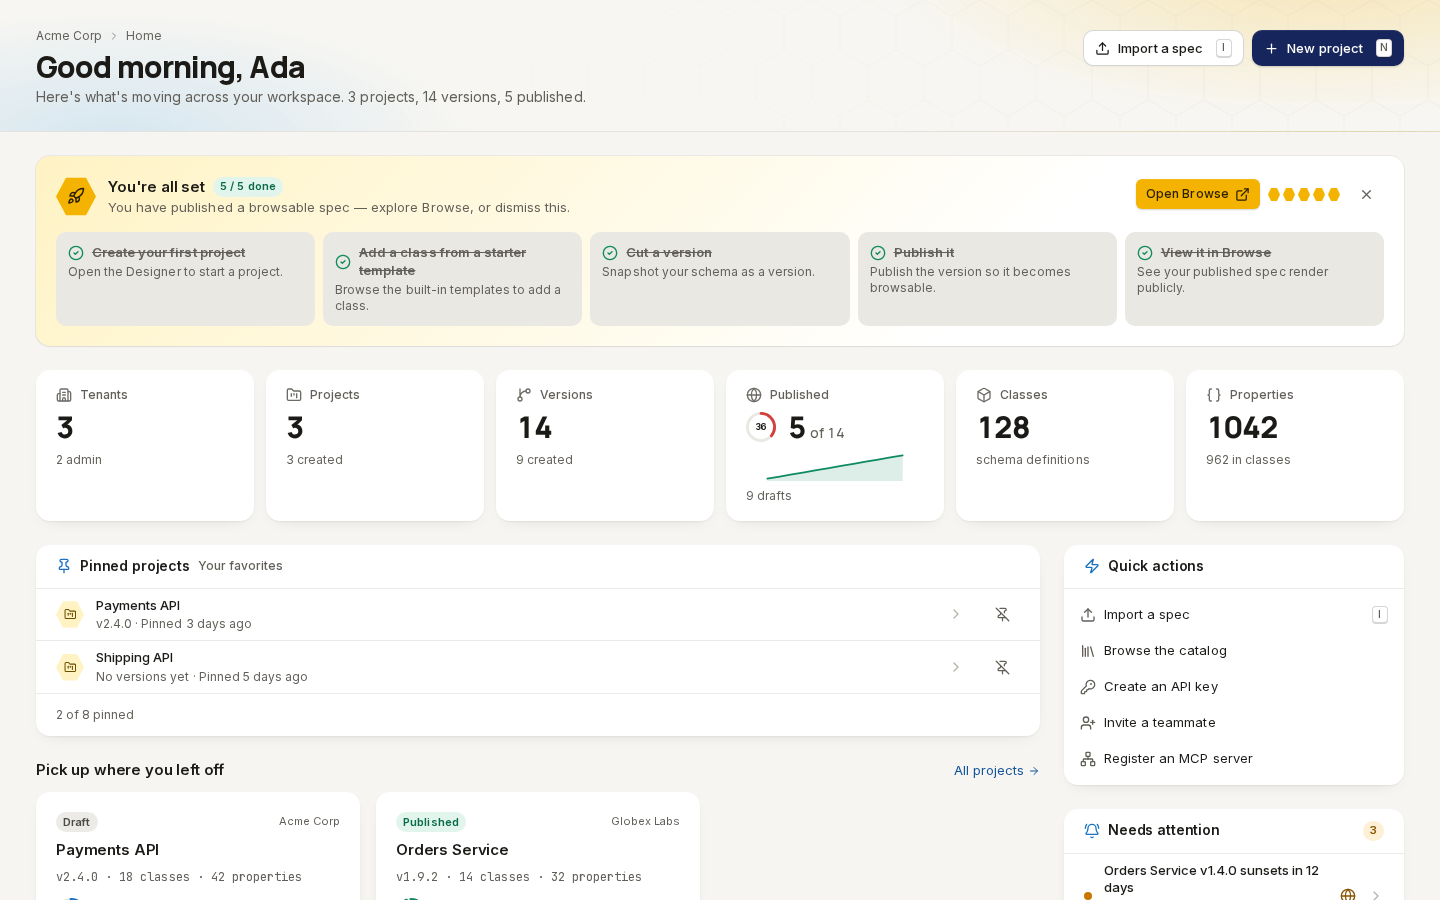 Acme Corp > Home
Good morning, Ada
Here's what's moving across your workspace. 3 projects, 14 versions, 5 published.
Import a spec I
New project N
You're all set 5 / 5 done
You have published a browsable spec — explore Browse, or dismiss this.
Open Browse
Create your first project
Open the Designer to start a project.
Add a class from a starter
template
Browse the built-in templates to add a
class.
Cut a version
Snapshot your schema as a version.
Publish it
Publish the version so it becomes
browsable.
View it in Browse
See your published spec render
publicly.
Tenants
3
2 admin
Projects
3
3 created
Versions
14
9 created
Published
36 5 of 14
9 drafts
Classes
128
schema definitions
Properties
1042
962 in classes
Pinned projects Your favorites
Payments API
v2.4.0 · Pinned 3 days ago
Shipping API
No versions yet · Pinned 5 days ago
2 of 8 pinned
Pick up where you left off
All projects →
Draft Acme Corp
Payments API
v2.4.0 · 18 classes · 42 properties
Published Globex Labs
Orders Service
v1.9.2 · 14 classes · 32 properties
Quick actions
Import a spec I
Browse the catalog
Create an API key
Invite a teammate
Register an MCP server
Needs attention 3
Orders Service v1.4.0 sunsets in 12
days